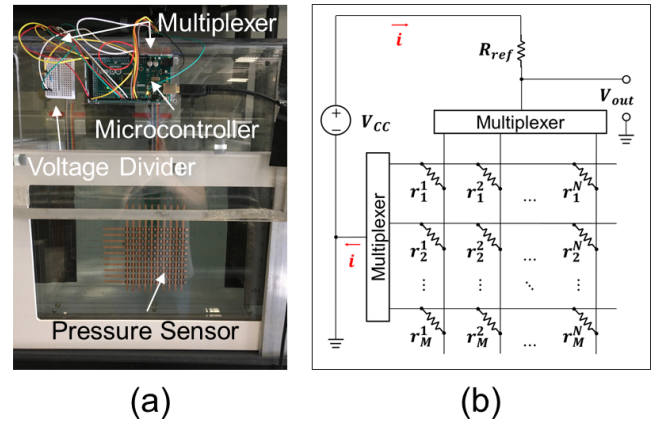 Multiplexer
Microcontroller
Voltage Divider
Pressure Sensor
(a)
i
R_ref
V_out
V_CC
+
−
Multiplexer
Multiplexer
r_1^1 r_1^2 ... r_1^N
i
r_2^1 r_2^2 ... r_2^N
⋮ ⋮ ⋱ ⋮
r_M^1 r_M^2 ... r_M^N
(b)